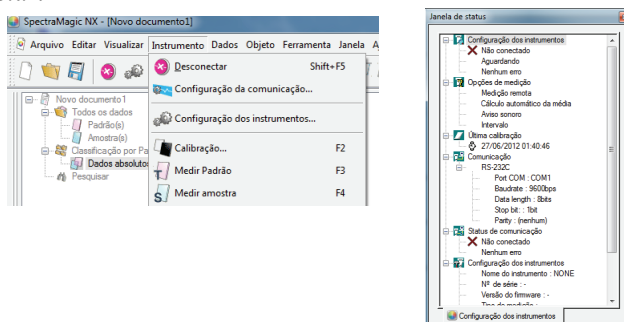 SpectraMagic NX - [Novo documento1]
Arquivo Editar Visualizar Instrumento Dados Objeto Ferramenta Janela A
Desconectar Shift+F5
Configuração da comunicação...
Configuração dos instrumentos...
Calibração... F2
Medir Padrão F3
Medir amostra F4
Novo documento1
Todos os dados
Padrão(s)
Amostra(s)
Classificação por Pa
Dados absolutos
Pesquisar
Janela de status
Configuração dos instrumentos
Não conectado
Aguardando
Nenhum erro
Opções de medição
Medição remota
Cálculo automático da média
Aviso sonoro
Intervalo
Última calibração
27/06/2012 01:40:46
Comunicação
RS-232C
Port COM : COM1
Baudrate : 9600bps
Data length : 8bits
Stop bit: : 1bit
Parity : (nenhum)
Status de comunicação
Não conectado
Nenhum erro
Configuração dos instrumentos
Nome do instrumento : NONE
Nº de série : -
Versão do firmware : -
Tipo de medição : -
Configuração dos instrumentos